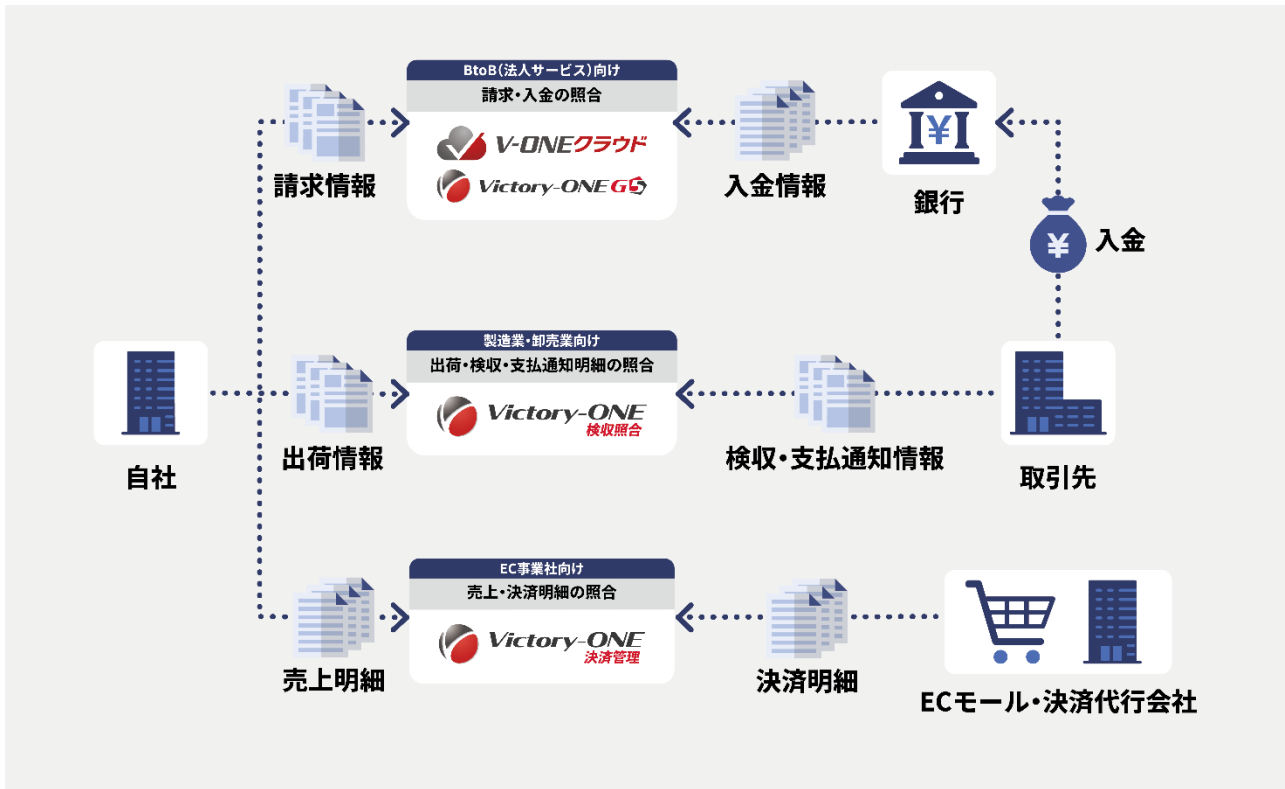 BtoB(法人サービス)向け
請求・入金の照合
V-ONEクラウド
Victory-ONE G5
請求情報
入金情報
¥
銀行
¥
入金
製造業・卸売業向け
出荷・検収・支払通知明細の照合
Victory-ONE
検収照合
自社
出荷情報
検収・支払通知情報
取引先
EC事業社向け
売上・決済明細の照合
Victory-ONE
決済管理
売上明細
決済明細
ECモール・決済代行会社